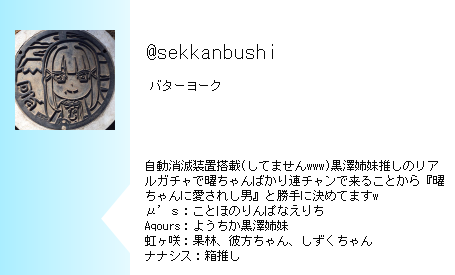 @sekkanbushi
バターヨーク
自動消滅装置搭載(してませんwww)黒澤姉妹推しのリア
ルガチャで曜ちゃんばかり連チャンで来ることから『曜
ちゃんに愛されし男』と勝手に決めてますw
μ’ｓ：ことほのりんぱなえりち
Aqours：ようちか黒澤姉妹
虹ヶ咲：果林、彼方ちゃん、しずくちゃん
ナナシス：箱推し